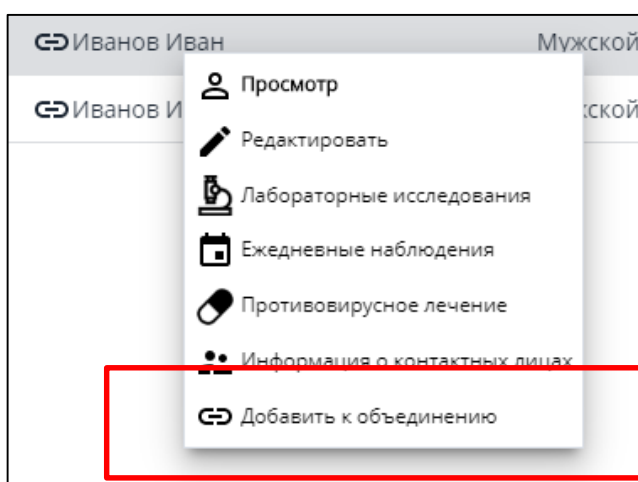 Иванов Иван Мужской
Просмотр
Иванов И
Редактировать
Лабораторные исследования
Ежедневные наблюдения
Противовирусное лечение
Информация о контактных лицах
Добавить к объединению